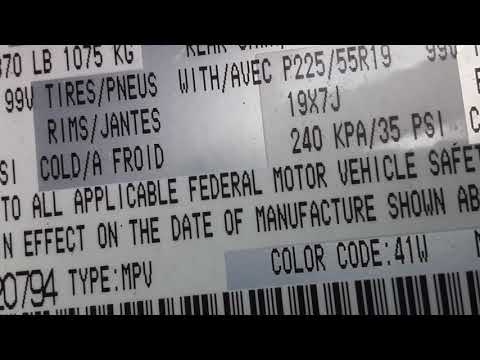 LB 1075 KG
TIRES/PNEUS WITH/AVEC P225/55R19 99V
99V RIMS/JANTES 19X7J
COLD/A FROID 240 KPA/35 PSI
TO ALL APPLICABLE FEDERAL MOTOR VEHICLE
EFFECT ON THE DATE OF MANUFACTURE SHOWN
20794 TYPE:MPV COLOR CODE:41W